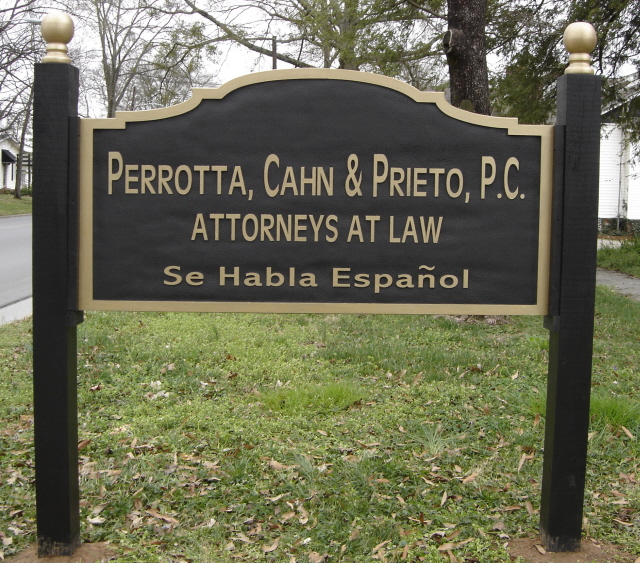 PERROTTA, CAHN & PRIETO, P.C.
ATTORNEYS AT LAW
Se Habla Español